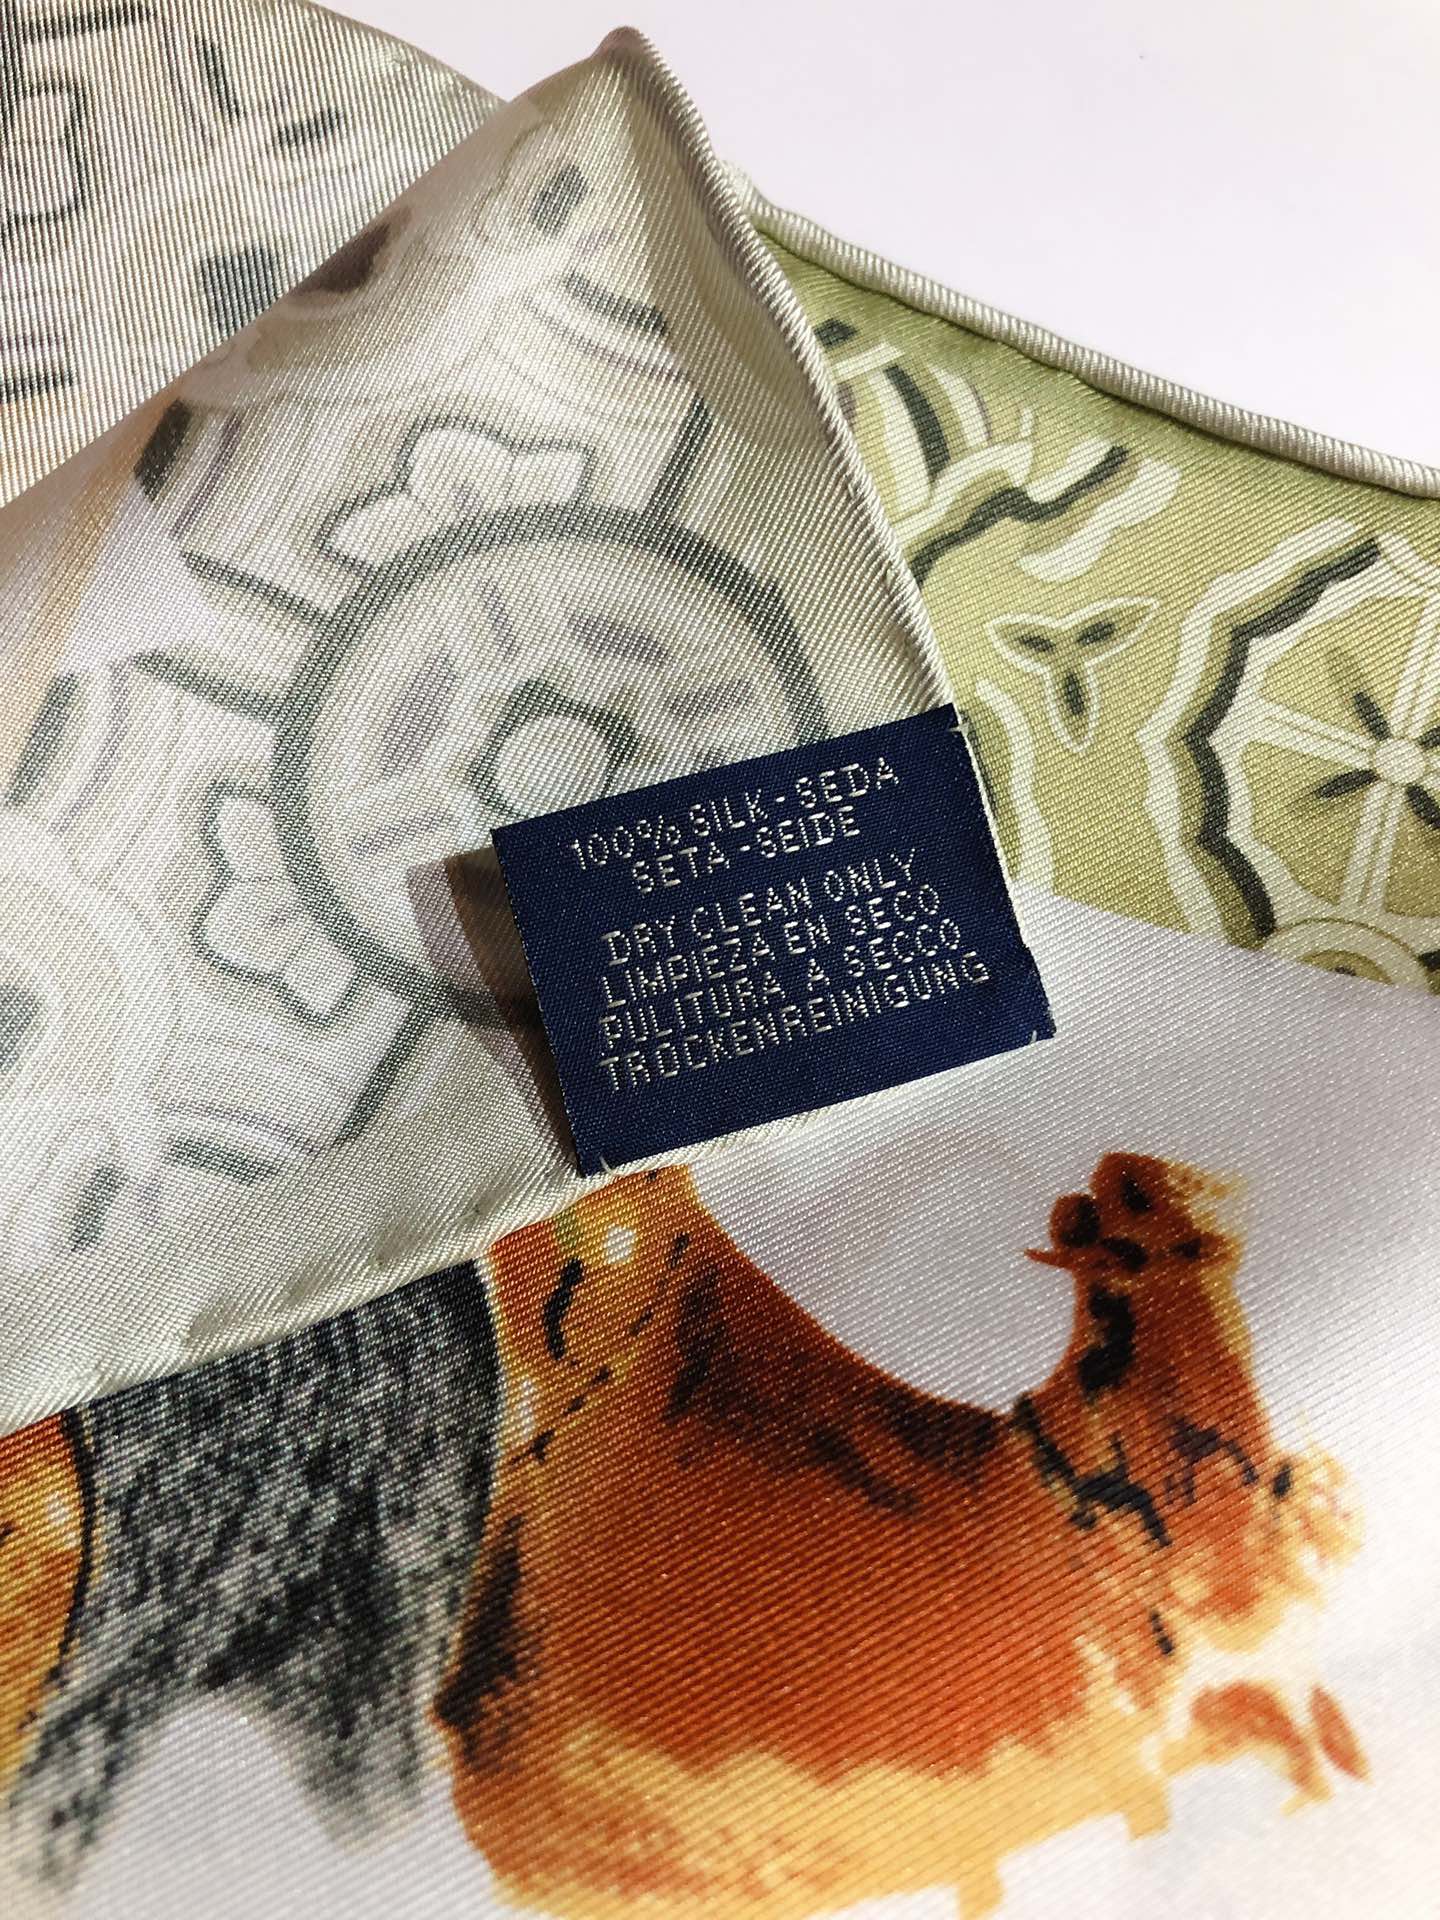 100% SILK-SEDA
SETA-SEIDE
DRY CLEAN ONLY
LIMPIEZA EN SECO
PULITURA A SECCO
TROCKENREINIGUNG